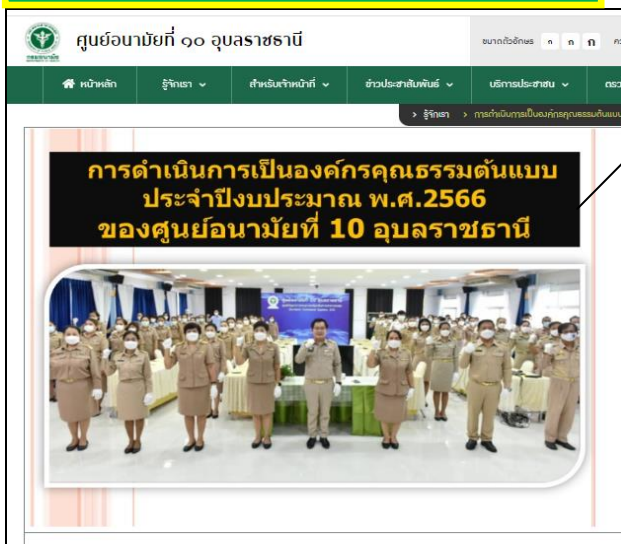 ศูนย์อนามัยที่ ๑๐ อุบลราชธานี
ขนาดตัวอักษร ก ก ก
หน้าหลัก รู้จักเรา สำหรับเจ้าหน้าที่ ข่าวประชาสัมพันธ์ บริการประชาชน
> รู้จักเรา > การดำเนินการเป็นองค์กรคุณธรรมต้นแบบ
การดำเนินการเป็นองค์กรคุณธรรมต้นแบบ
ประจำปีงบประมาณ พ.ศ.2566
ของศูนย์อนามัยที่ 10 อุบลราชธานี